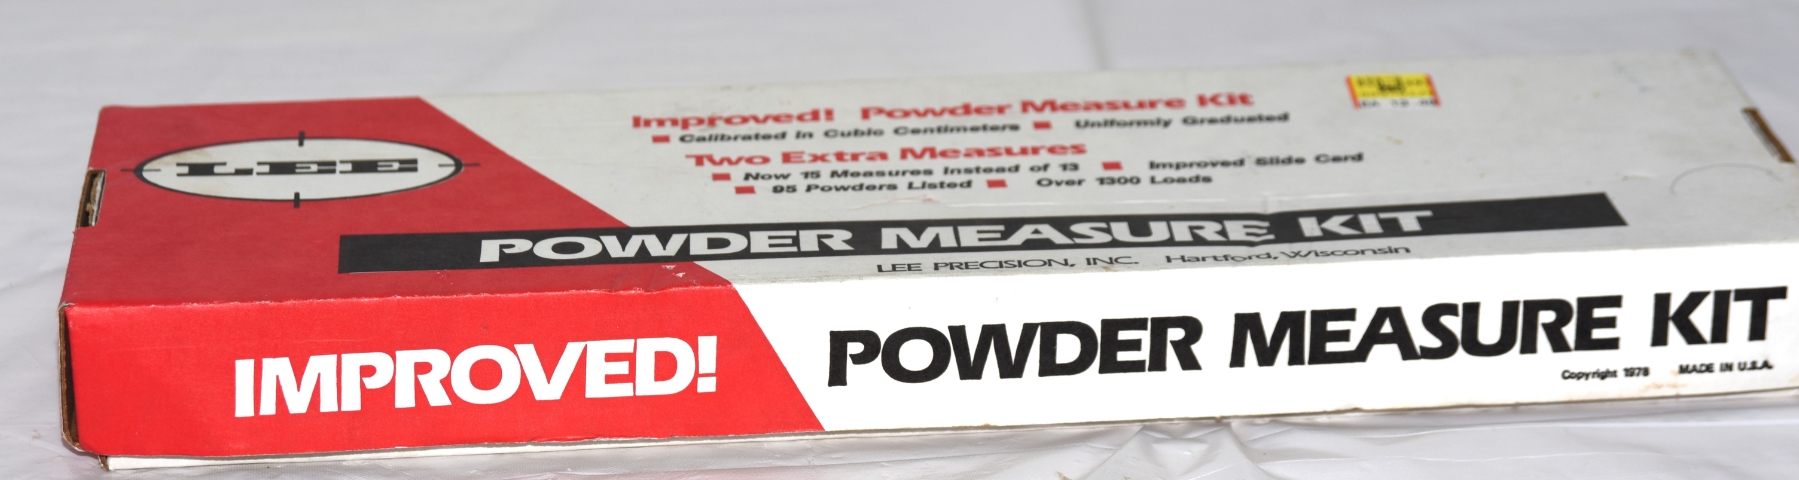 LEE
Improved! Powder Measure Kit
Calibrated in Cubic Centimeters Uniformly Graduated
Two Extra Measures
Now 15 Measures Instead of 13 Improved Slide Card
95 Powders Listed Over 1300 Loads
POWDER MEASURE KIT
LEE PRECISION, INC. Hartford, Wisconsin
IMPROVED! POWDER MEASURE KIT
Copyright 1978 MADE IN U.S.A.